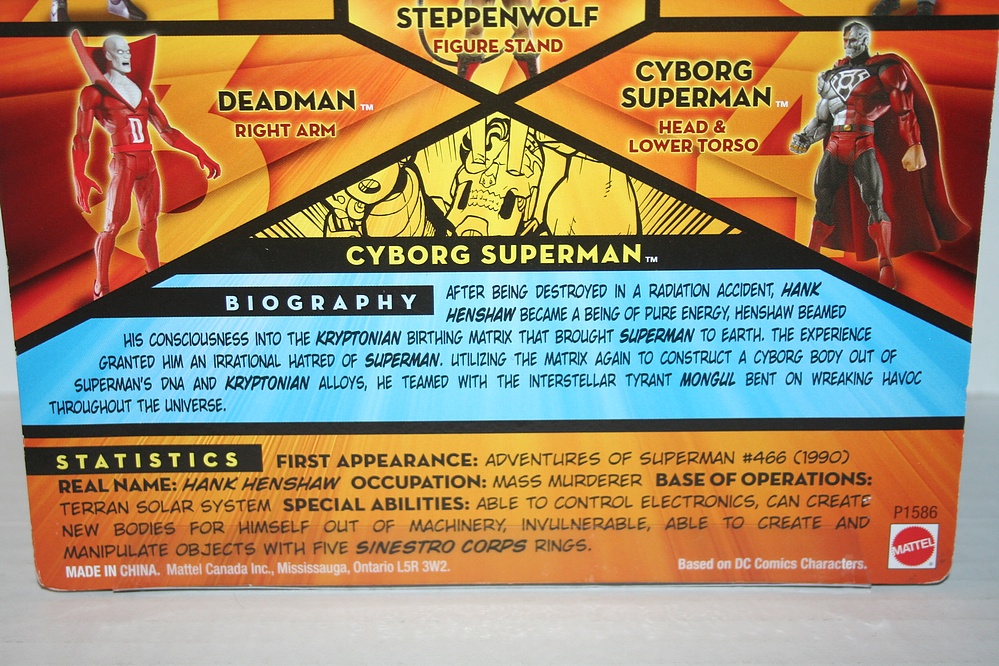 STEPPENWOLF
FIGURE STAND
DEADMAN™
RIGHT ARM
D
CYBORG
SUPERMAN™
HEAD &
LOWER TORSO
CYBORG SUPERMAN™
BIOGRAPHY
AFTER BEING DESTROYED IN A RADIATION ACCIDENT, HANK
HENSHAW BECAME A BEING OF PURE ENERGY, HENSHAW BEAMED
HIS CONSCIOUSNESS INTO THE KRYPTONIAN BIRTHING MATRIX THAT BROUGHT SUPERMAN TO EARTH. THE EXPERIENCE
GRANTED HIM AN IRRATIONAL HATRED OF SUPERMAN. UTILIZING THE MATRIX AGAIN TO CONSTRUCT A CYBORG BODY OUT OF
SUPERMAN'S DNA AND KRYPTONIAN ALLOYS, HE TEAMED WITH THE INTERSTELLAR TYRANT MONGUL BENT ON WREAKING HAVOC
THROUGHOUT THE UNIVERSE.
STATISTICS FIRST APPEARANCE: ADVENTURES OF SUPERMAN #466 (1990)
REAL NAME: HANK HENSHAW OCCUPATION: MASS MURDERER BASE OF OPERATIONS:
TERRAN SOLAR SYSTEM SPECIAL ABILITIES: ABLE TO CONTROL ELECTRONICS, CAN CREATE
NEW BODIES FOR HIMSELF OUT OF MACHINERY, INVULNERABLE, ABLE TO CREATE AND
MANIPULATE OBJECTS WITH FIVE SINESTRO CORPS RINGS.
P1586
MATTEL
MADE IN CHINA. Mattel Canada Inc., Mississauga, Ontario L5R 3W2.
Based on DC Comics Characters.